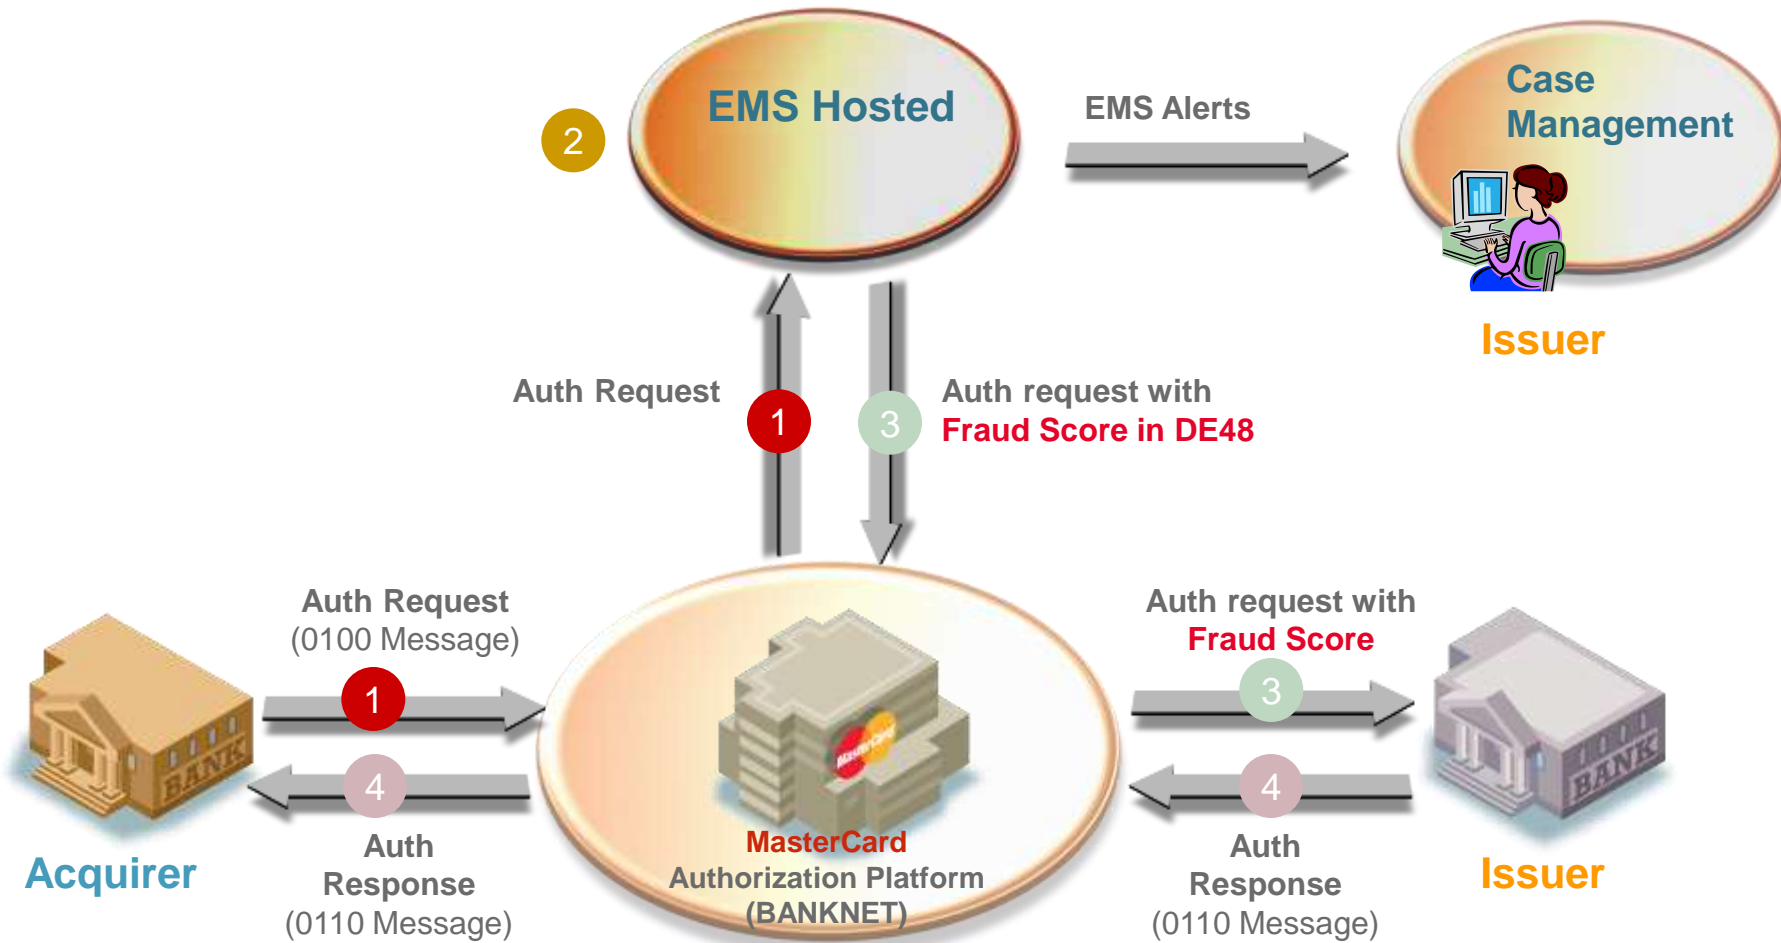 EMS Hosted
2
EMS Alerts
Case
Management
Issuer
Auth Request
1
3
Auth request with
Fraud Score in DE48
Auth Request
(0100 Message)
1
4
Auth
Response
(0110 Message)
BANK
Acquirer
MasterCard
MasterCard
Authorization Platform
(BANKNET)
Auth request with
Fraud Score
3
4
Auth
Response
(0110 Message)
BANK
Issuer